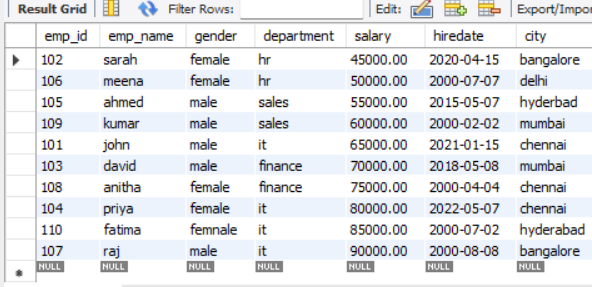 Result Grid Filter Rows: Edit: Export/Impor
emp_id emp_name gender department salary hiredate city
102 sarah female hr 45000.00 2020-04-15 bangalore
106 meena female hr 50000.00 2000-07-07 delhi
105 ahmed male sales 55000.00 2015-05-07 hyderbad
109 kumar male sales 60000.00 2000-02-02 mumbai
101 john male it 65000.00 2021-01-15 chennai
103 david male finance 70000.00 2018-05-08 mumbai
108 anitha female finance 75000.00 2000-04-04 chennai
104 priya female it 80000.00 2022-05-07 chennai
110 fatima femnale it 85000.00 2000-07-02 hyderabad
107 raj male it 90000.00 2000-08-08 bangalore
NULL NULL NULL NULL NULL NULL NULL